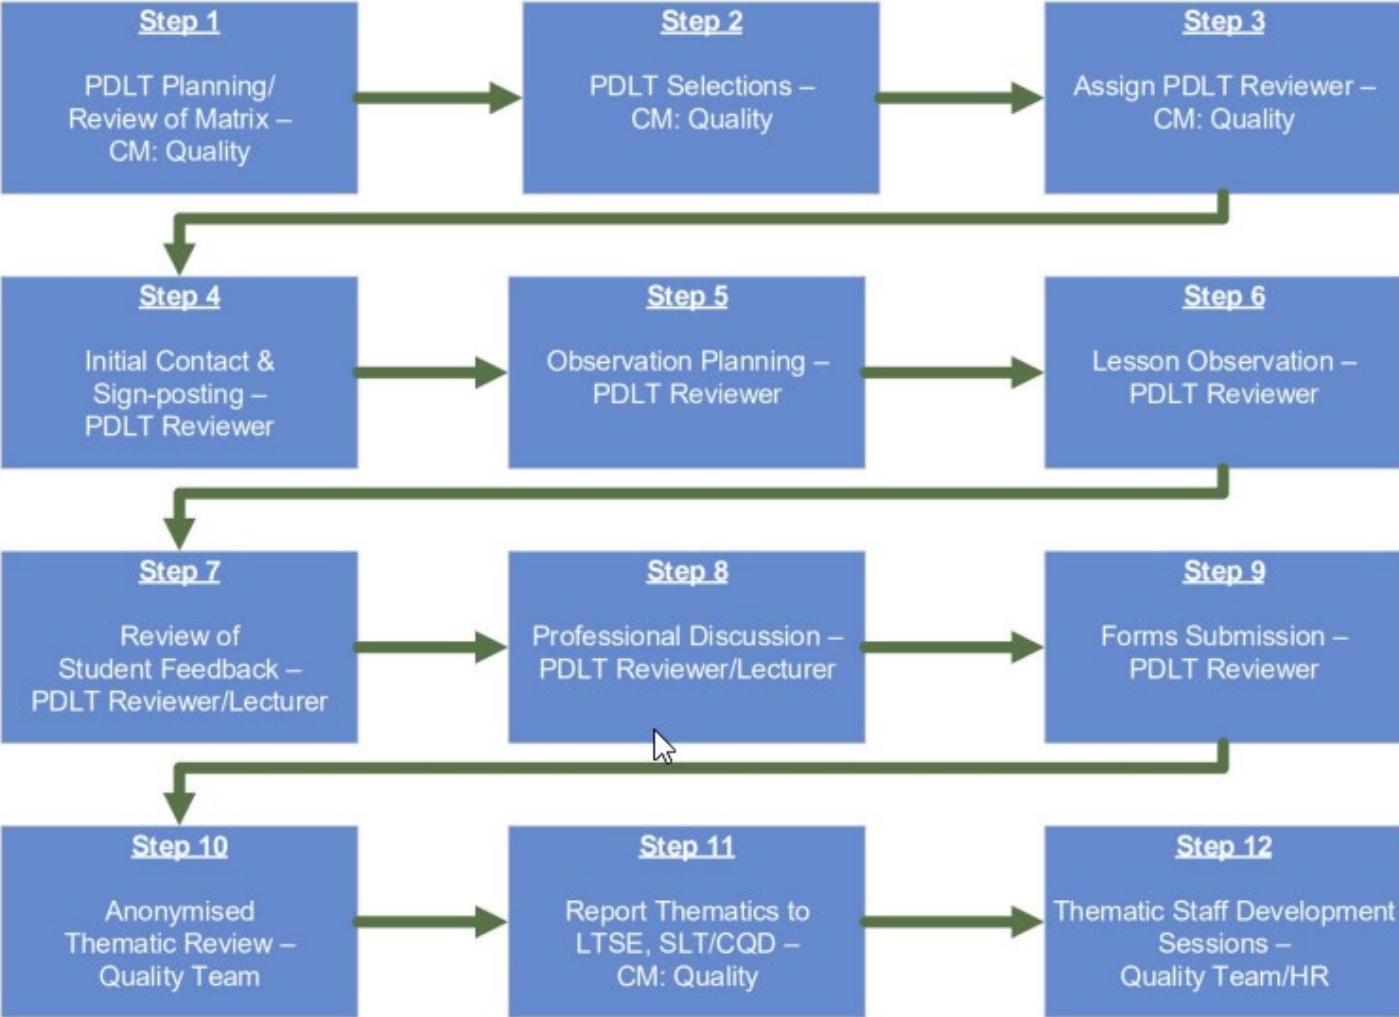 Step 1
PDLT Planning/
Review of Matrix –
CM: Quality
Step 2
PDLT Selections –
CM: Quality
Step 3
Assign PDLT Reviewer –
CM: Quality
Step 4
Initial Contact &
Sign-posting –
PDLT Reviewer
Step 5
Observation Planning –
PDLT Reviewer
Step 6
Lesson Observation –
PDLT Reviewer
Step 7
Review of
Student Feedback –
PDLT Reviewer/Lecturer
Step 8
Professional Discussion –
PDLT Reviewer/Lecturer
Step 9
Forms Submission –
PDLT Reviewer
Step 10
Anonymised
Thematic Review –
Quality Team
Step 11
Report Thematics to
LTSE, SLT/CQD –
CM: Quality
Step 12
Thematic Staff Development
Sessions –
Quality Team/HR